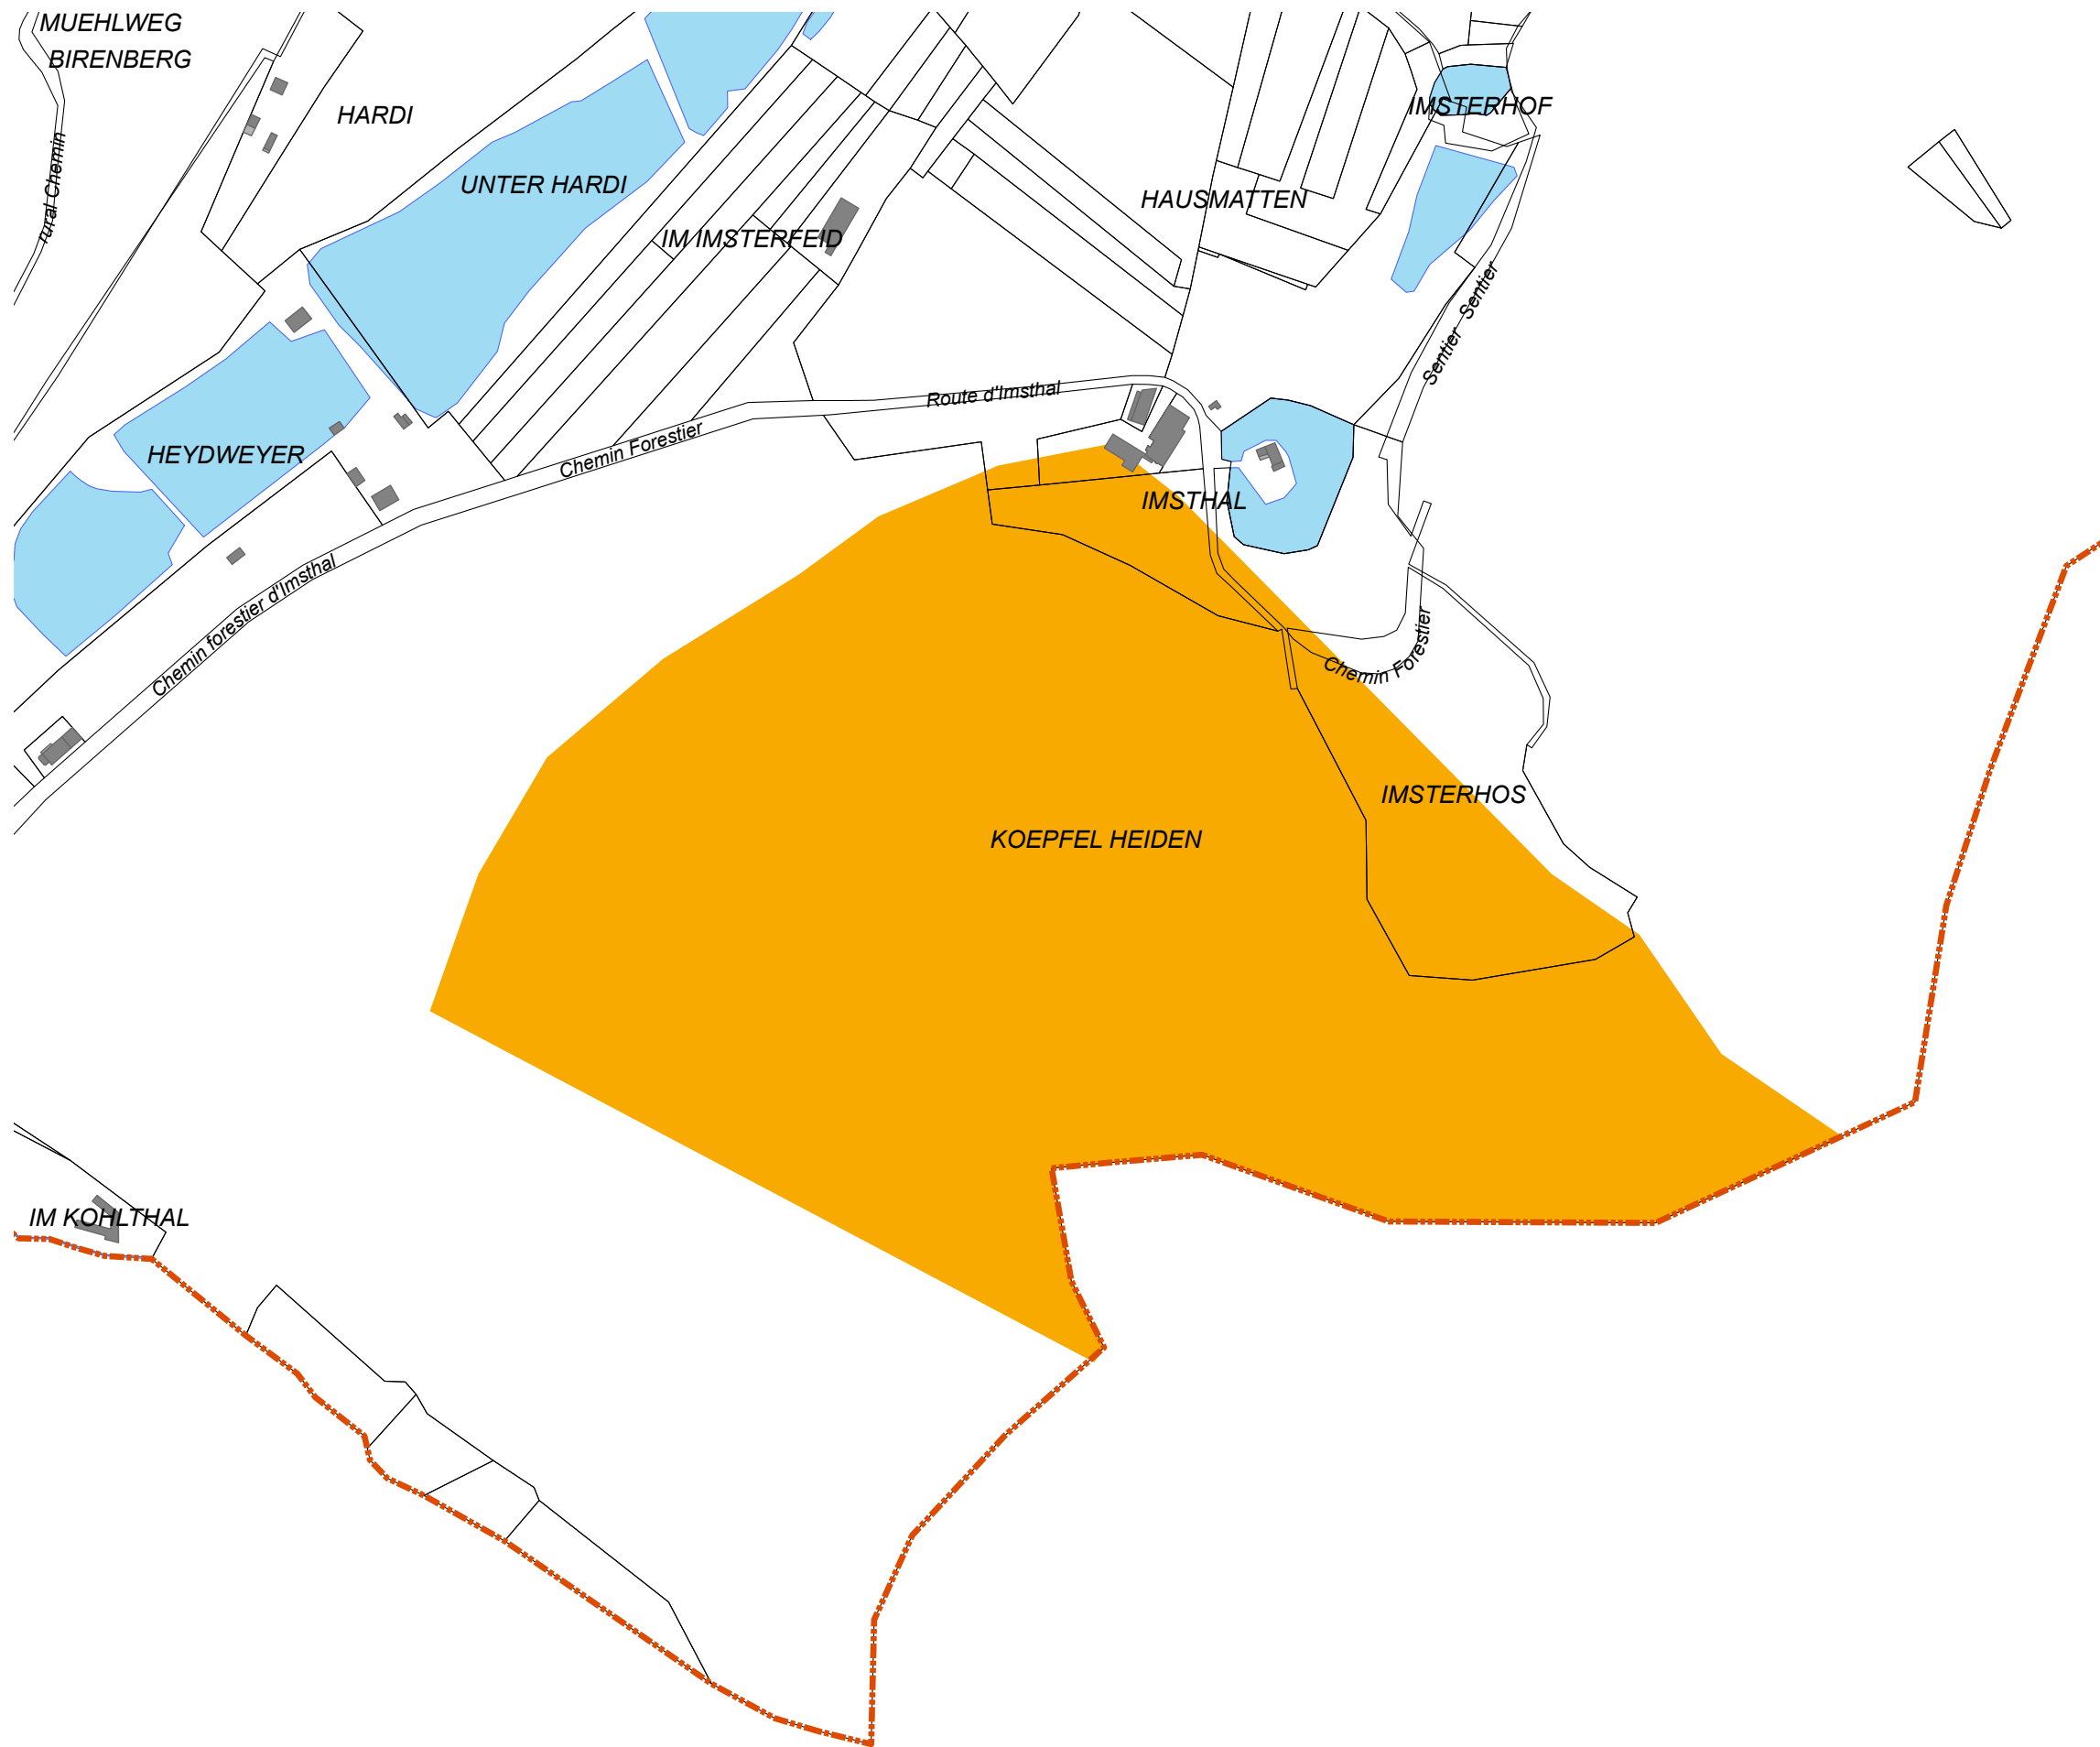 MUEHLWEG
BIRENBERG
HARDI
IMSTERHOF
rural Chemin
UNTER HARDI
HAUSMATTEN
IM IMSTERFEID
Sentier
Sentier
Route d'Imsthal
Chemin Forestier
HEYDWEYER
IMSTHAL
Chemin forestier d'Imsthal
Chemin Forestier
IMSTERHOS
KOEPFEL HEIDEN
IM KOHLTHAL